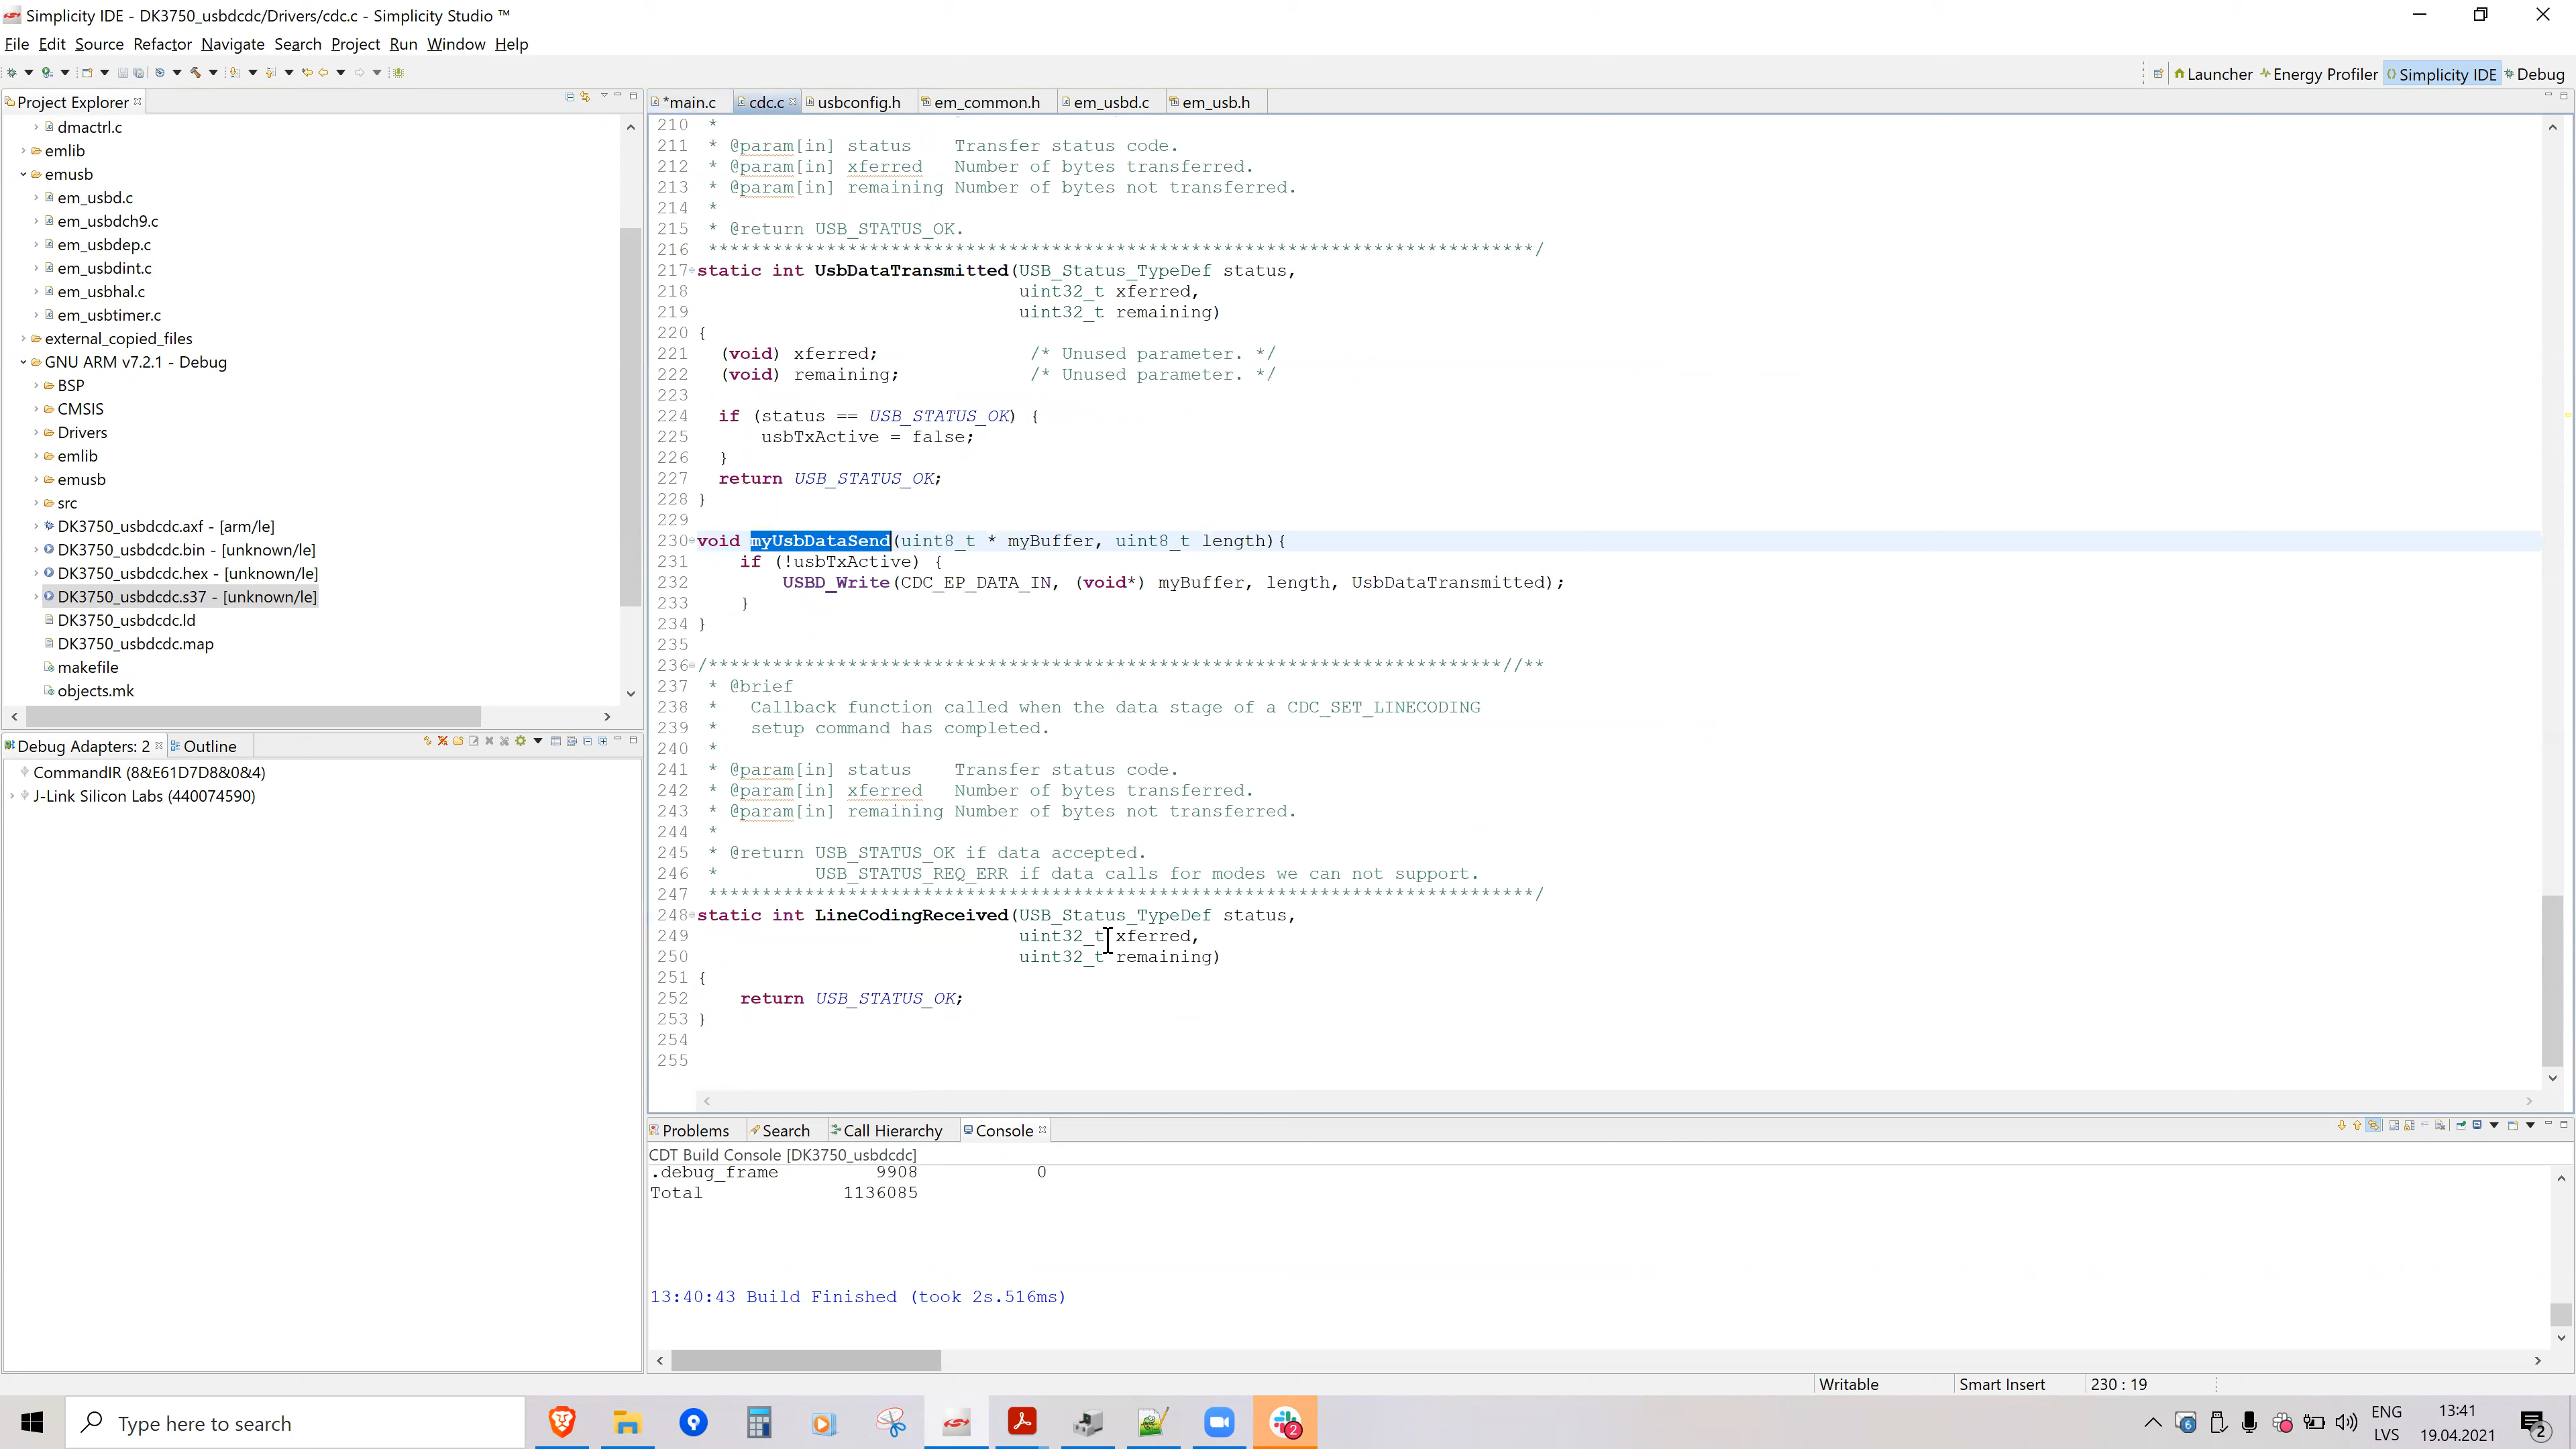 Simplicity IDE - DK3750_usbdcdc/Drivers/cdc.c - Simplicity Studio ™
File Edit Source Refactor Navigate Search Project Run Window Help
Launcher Energy Profiler Simplicity IDE Debug
Project Explorer
dmactrl.c
emlib
emusb
em_usbd.c
em_usbdch9.c
em_usbdep.c
em_usbdint.c
em_usbhal.c
em_usbtimer.c
external_copied_files
GNU ARM v7.2.1 - Debug
BSP
CMSIS
Drivers
emlib
emusb
src
DK3750_usbdcdc.axf - [arm/le]
DK3750_usbdcdc.bin - [unknown/le]
DK3750_usbdcdc.hex - [unknown/le]
DK3750_usbdcdc.s37 - [unknown/le]
DK3750_usbdcdc.ld
DK3750_usbdcdc.map
makefile
objects.mk
Debug Adapters: 2 Outline
CommandIR (8&E61D7D8&0&4)
J-Link Silicon Labs (440074590)
*main.c cdc.c usbconfig.h em_common.h em_usbd.c em_usb.h
210 *
211 * @param[in] status    Transfer status code.
212 * @param[in] xferred   Number of bytes transferred.
213 * @param[in] remaining Number of bytes not transferred.
214 *
215 * @return USB_STATUS_OK.
216 *****************************************************************************/
217 static int UsbDataTransmitted(USB_Status_TypeDef status,
218 uint32_t xferred,
219 uint32_t remaining)
220 {
221 (void) xferred; /* Unused parameter. */
222 (void) remaining; /* Unused parameter. */
223
224 if (status == USB_STATUS_OK) {
225 usbTxActive = false;
226 }
227 return USB_STATUS_OK;
228 }
229
230 void myUsbDataSend(uint8_t * myBuffer, uint8_t length){
231 if (!usbTxActive) {
232 USBD_Write(CDC_EP_DATA_IN, (void*) myBuffer, length, UsbDataTransmitted);
233 }
234 }
235
236 /**************************************************************************//**
237 * @brief
238 *   Callback function called when the data stage of a CDC_SET_LINECODING
239 *   setup command has completed.
240 *
241 * @param[in] status    Transfer status code.
242 * @param[in] xferred   Number of bytes transferred.
243 * @param[in] remaining Number of bytes not transferred.
244 *
245 * @return USB_STATUS_OK if data accepted.
246 *         USB_STATUS_REQ_ERR if data calls for modes we can not support.
247 *****************************************************************************/
248 static int LineCodingReceived(USB_Status_TypeDef status,
249 uint32_t xferred,
250 uint32_t remaining)
251 {
252 return USB_STATUS_OK;
253 }
254
255
Problems Search Call Hierarchy Console
CDT Build Console [DK3750_usbdcdc]
.debug_frame 9908 0
Total 1136085
13:40:43 Build Finished (took 2s.516ms)
Writable Smart Insert 230 : 19
Type here to search
2
6
ENG
LVS
13:41
19.04.2021
2